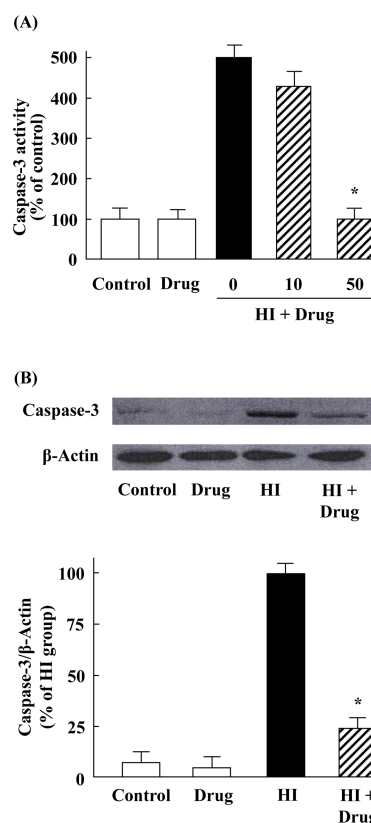 (A)
Caspase-3 activity
(% of control)
500
400
300
200
100
0
Control Drug 0 10 50
HI + Drug
*
(B)
Caspase-3
β-Actin
Control Drug HI HI +
Drug
Caspase-3/β-Actin
(% of HI group)
100
75
50
25
0
*
Control Drug HI HI +
Drug